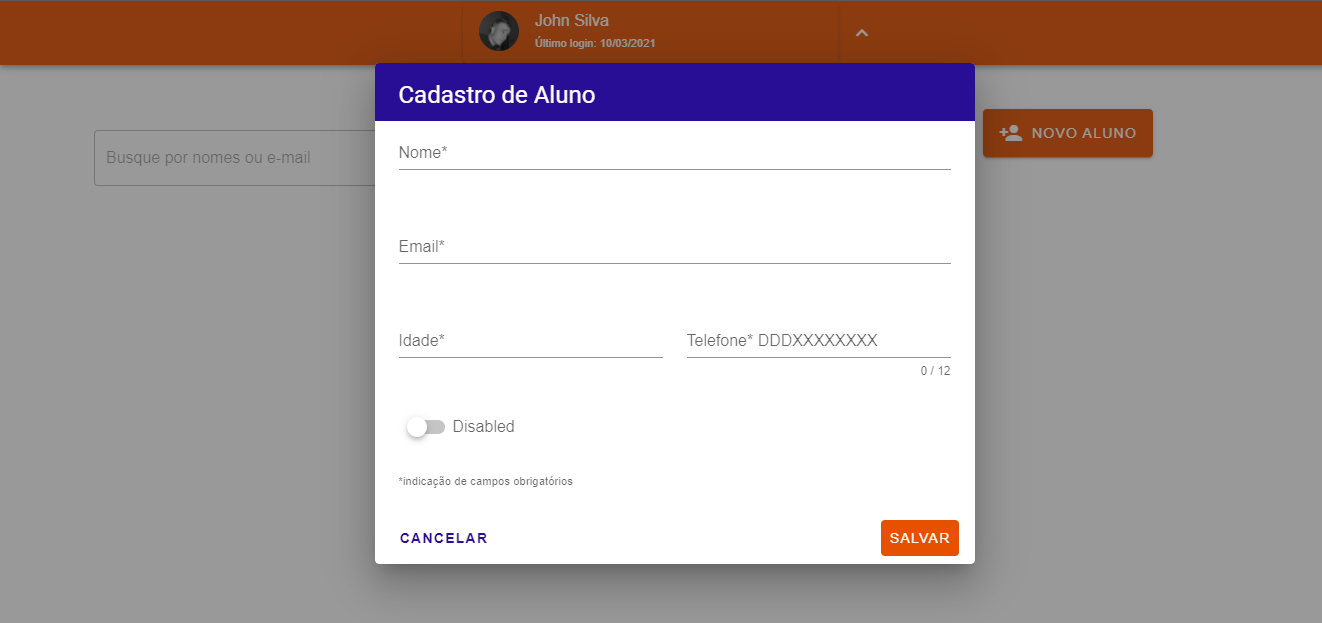 John Silva
Último login: 10/03/2021
Cadastro de Aluno
NOVO ALUNO
Busque por nomes ou e-mail
Nome*
Email*
Idade*
Telefone* DDDXXXXXXXX
0 / 12
Disabled
*indicação de campos obrigatórios
CANCELAR
SALVAR